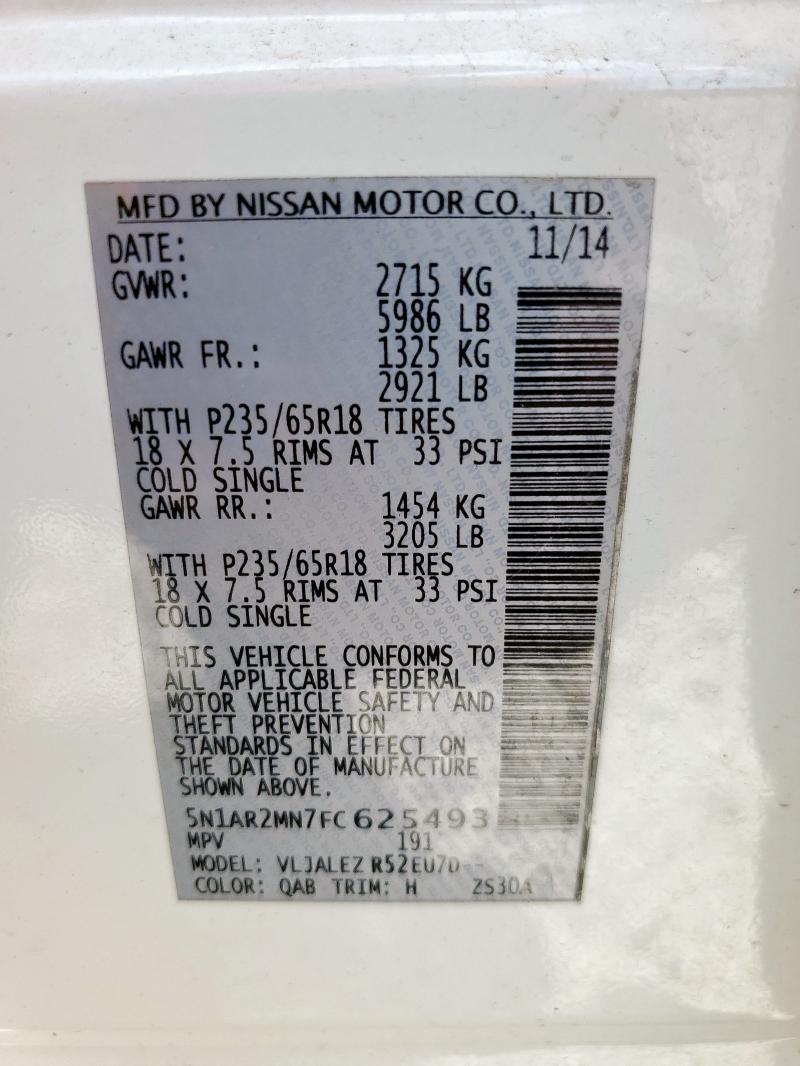 MFD BY NISSAN MOTOR CO., LTD.
DATE: 11/14
GVWR: 2715 KG
5986 LB
GAWR FR.: 1325 KG
2921 LB
WITH P235/65R18 TIRES
18 X 7.5 RIMS AT 33 PSI
COLD SINGLE
GAWR RR.: 1454 KG
3205 LB
WITH P235/65R18 TIRES
18 X 7.5 RIMS AT 33 PSI
COLD SINGLE
THIS VEHICLE CONFORMS TO
ALL APPLICABLE FEDERAL
MOTOR VEHICLE SAFETY AND
THEFT PREVENTION
STANDARDS IN EFFECT ON
THE DATE OF MANUFACTURE
SHOWN ABOVE.
5N1AR2MN7FC625493
MPV 191
MODEL: VLJALEZ R52EU7D--
COLOR: QAB TRIM: H ZS30A